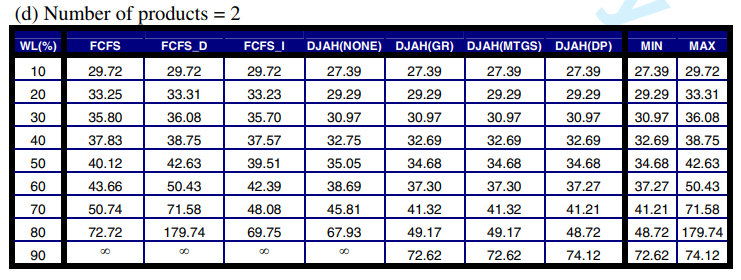 (d) Number of products = 2
WL(%) FCFS FCFS_D FCFS_I DJAH(NONE) DJAH(GR) DJAH(MTGS) DJAH(DP) MIN MAX
10 29.72 29.72 29.72 27.39 27.39 27.39 27.39 27.39 29.72
20 33.25 33.31 33.23 29.29 29.29 29.29 29.29 29.29 33.31
30 35.80 36.08 35.70 30.97 30.97 30.97 30.97 30.97 36.08
40 37.83 38.75 37.57 32.75 32.69 32.69 32.69 32.69 38.75
50 40.12 42.63 39.51 35.05 34.68 34.68 34.68 34.68 42.63
60 43.66 50.43 42.39 38.69 37.30 37.30 37.27 37.27 50.43
70 50.74 71.58 48.08 45.81 41.32 41.32 41.21 41.21 71.58
80 72.72 179.74 69.75 67.93 49.17 49.17 48.72 48.72 179.74
90 ∞ ∞ ∞ ∞ 72.62 72.62 74.12 72.62 74.12